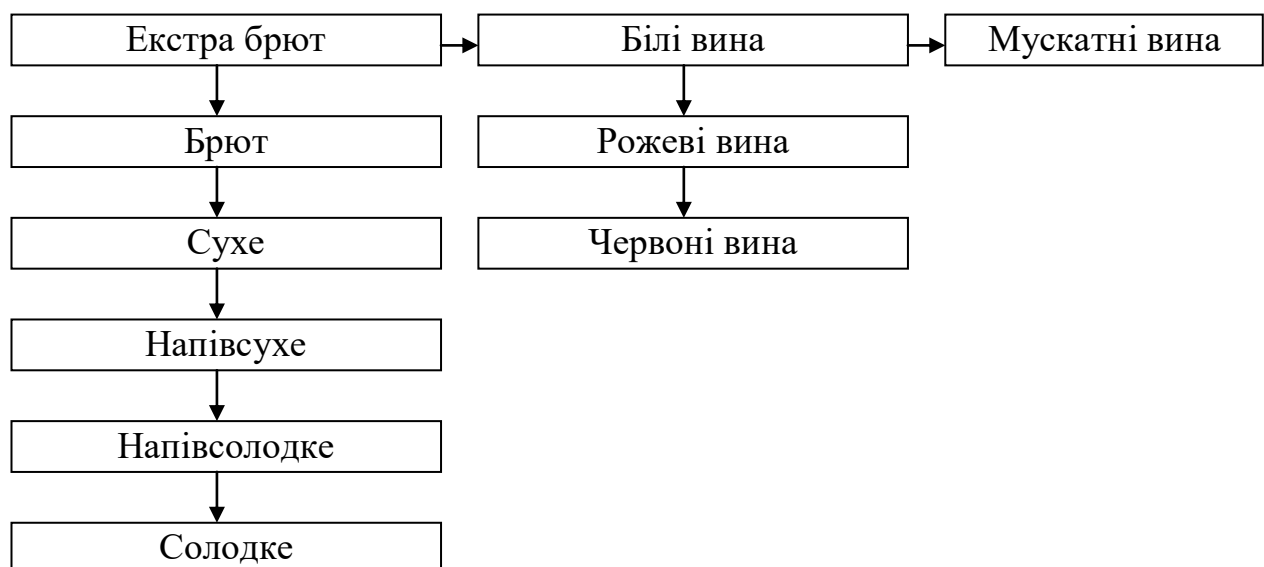 Екстра брют
Білі вина
Мускатні вина
Брют
Рожеві вина
Сухе
Червоні вина
Напівсухе
Напівсолодке
Солодке